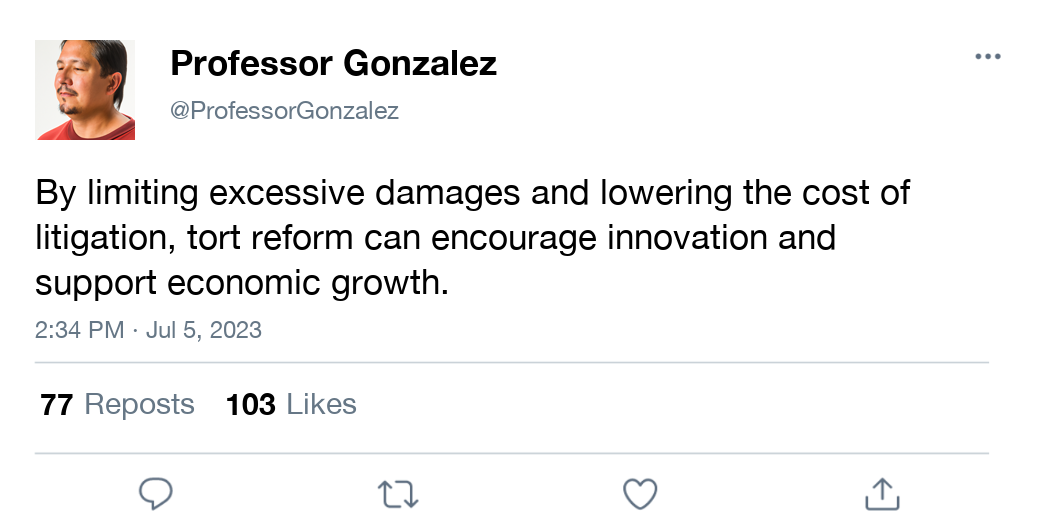 Professor Gonzalez
@ProfessorGonzalez
By limiting excessive damages and lowering the cost of
litigation, tort reform can encourage innovation and
support economic growth.
2:34 PM · Jul 5, 2023
77 Reposts 103 Likes